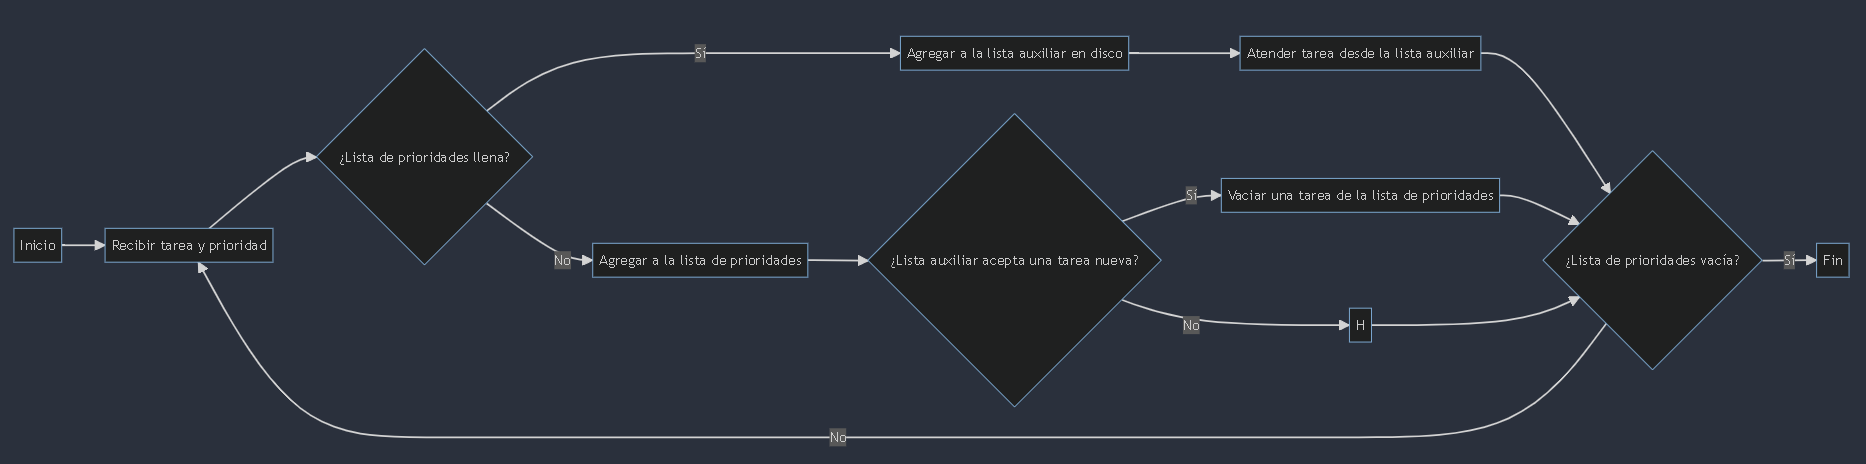 Inicio
Recibir tarea y prioridad
¿Lista de prioridades llena?
Sí
Agregar a la lista auxiliar en disco
Atender tarea desde la lista auxiliar
No
Agregar a la lista de prioridades
¿Lista auxiliar acepta una tarea nueva?
Sí
Vaciar una tarea de la lista de prioridades
No
H
¿Lista de prioridades vacía?
Sí
Fin
No